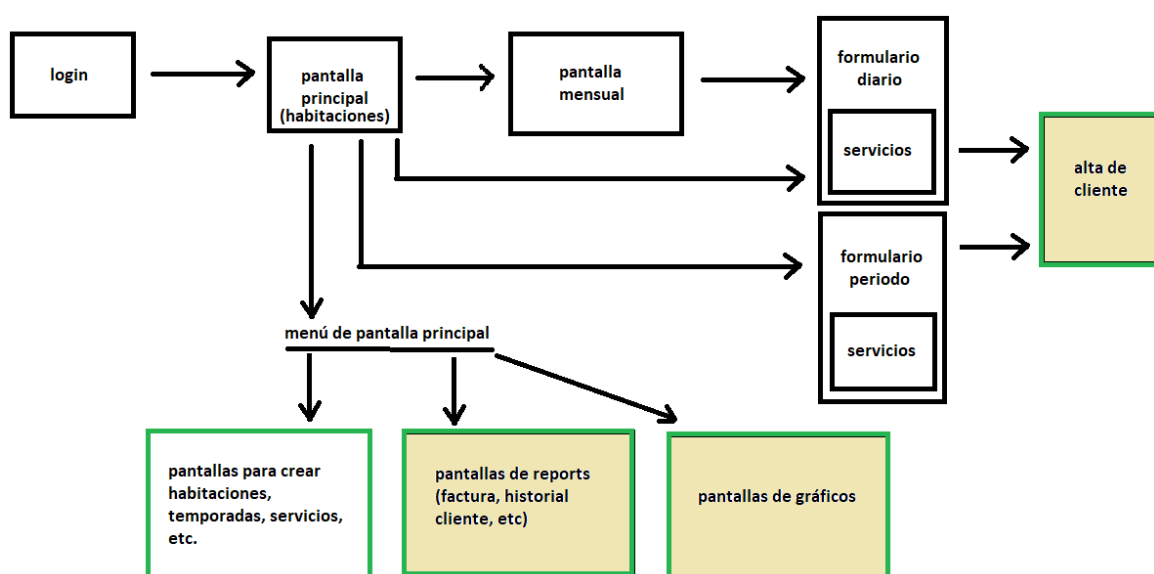 login
pantalla
principal
(habitaciones)
pantalla
mensual
formulario
diario
servicios
alta de
cliente
formulario
periodo
servicios
menú de pantalla principal
pantallas para crear
habitaciones,
temporadas, servicios,
etc.
pantallas de reports
(factura, historial
cliente, etc)
pantallas de gráficos